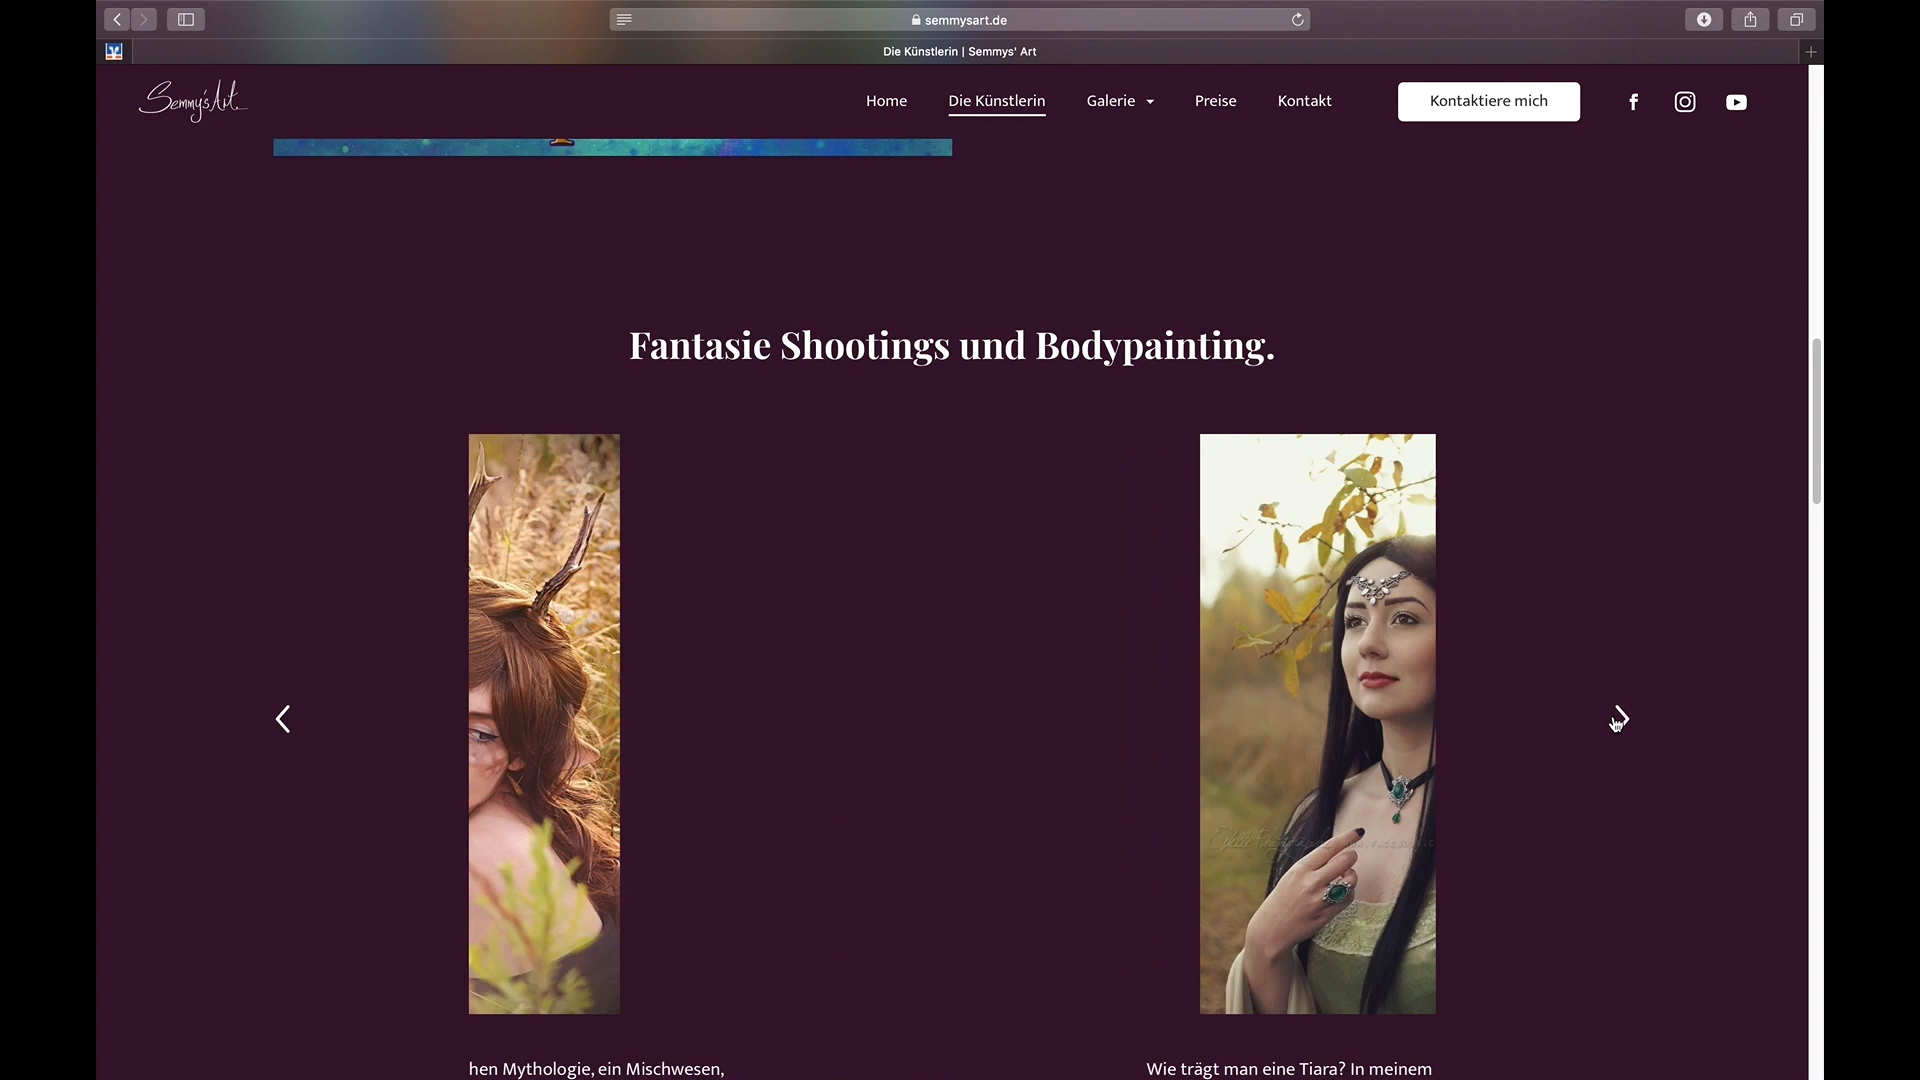 semmysart.de
Die Künstlerin | Semmys' Art
Semmy's Art
Home
Die Künstlerin
Galerie
Preise
Kontakt
Kontaktiere mich
Fantasie Shootings und Bodypainting.
hen Mythologie, ein Mischwesen,
Wie trägt man eine Tiara? In meinem